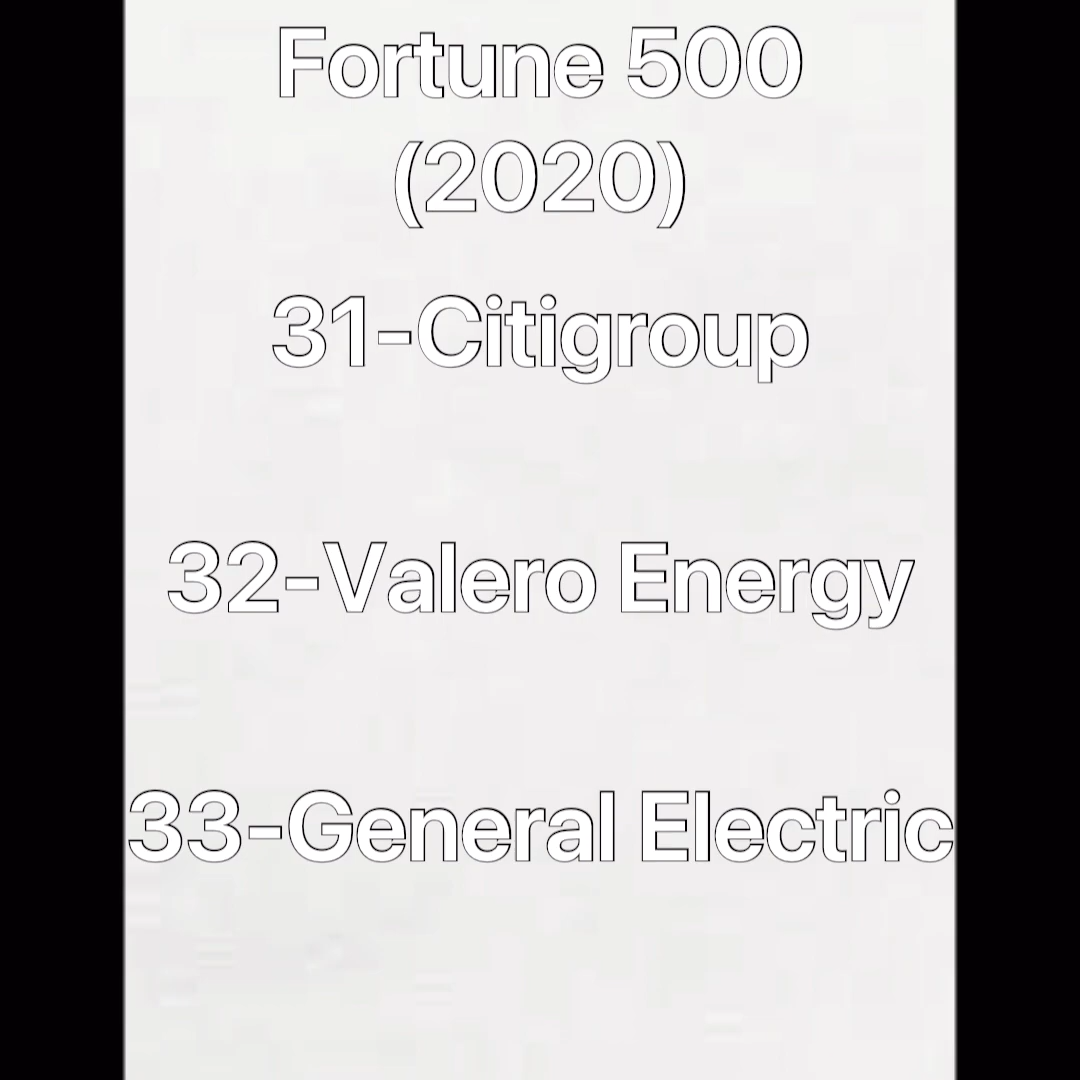 Fortune 500
(2020)
31-Citigroup
32-Valero Energy
33-General Electric